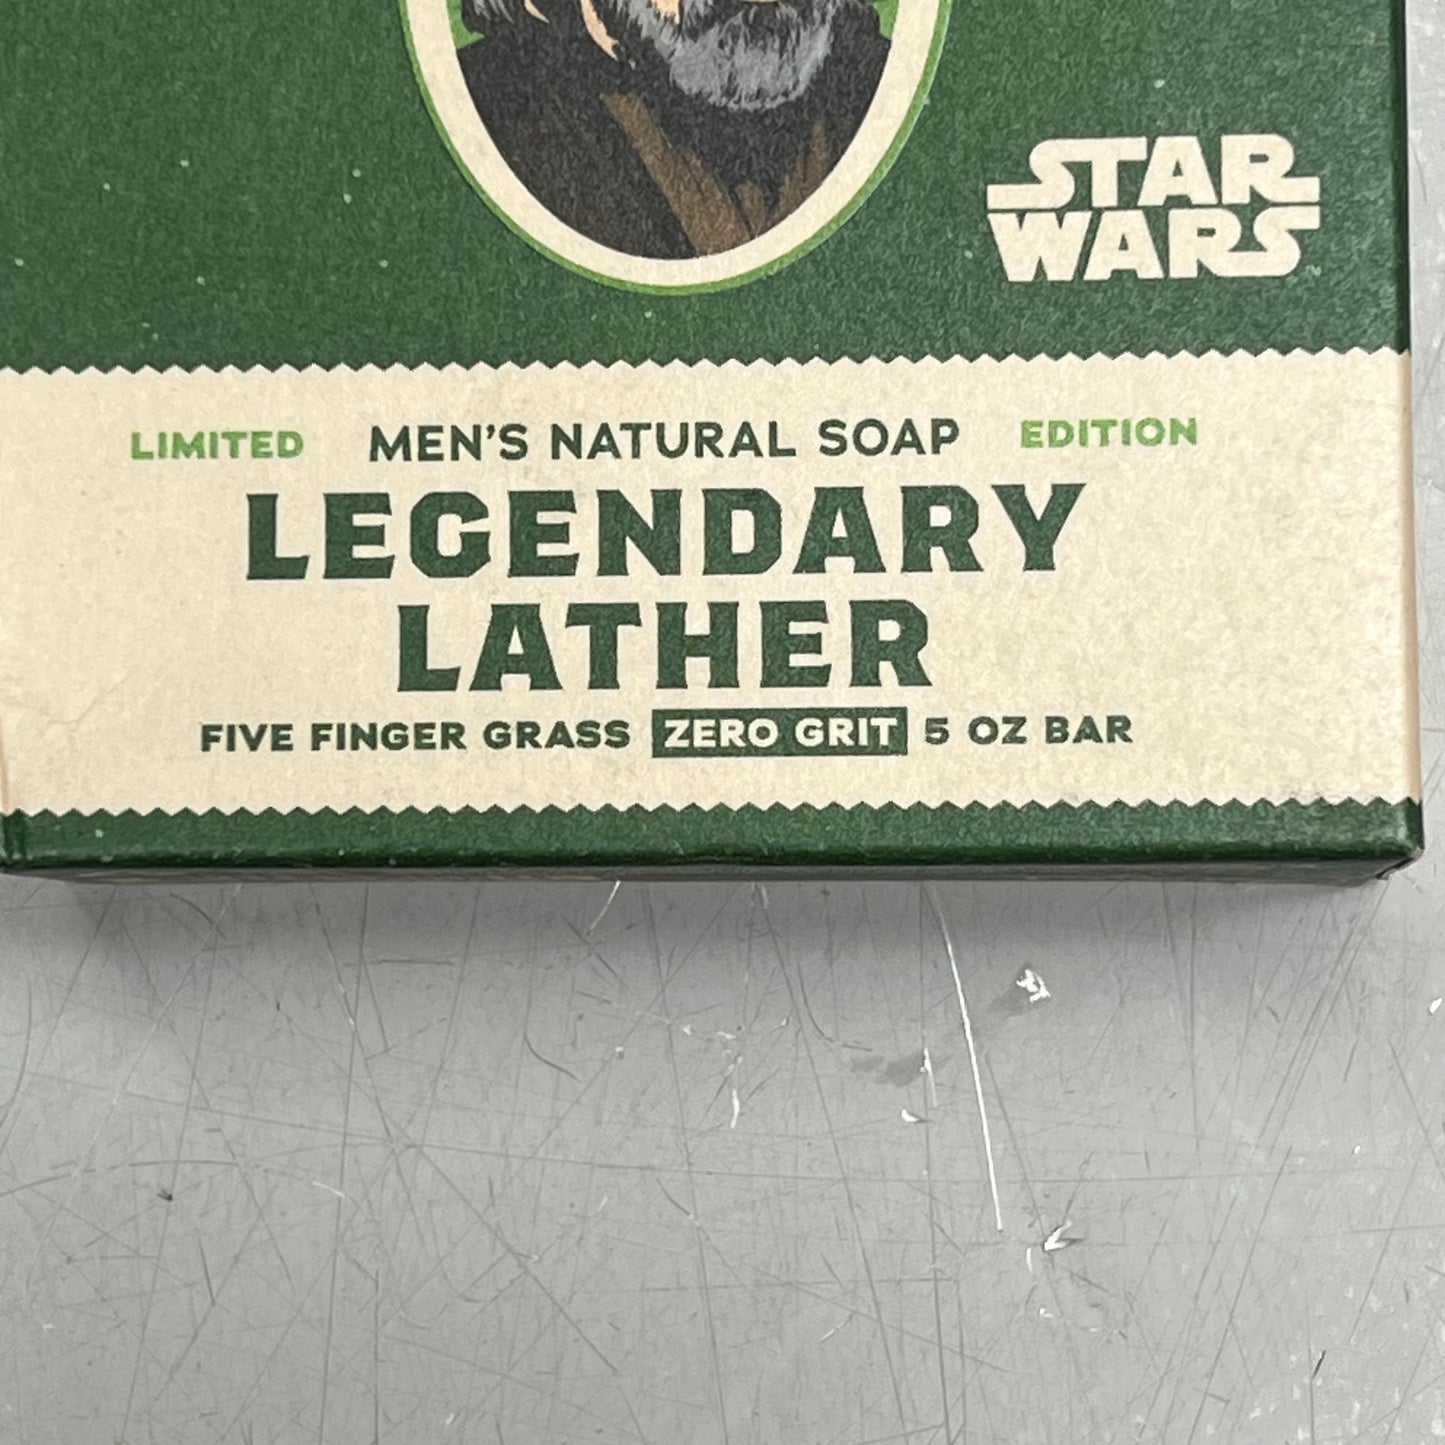 STAR
WARS
LIMITED MEN'S NATURAL SOAP EDITION
LEGENDARY
LATHER
FIVE FINGER GRASS ZERO GRIT 5 OZ BAR